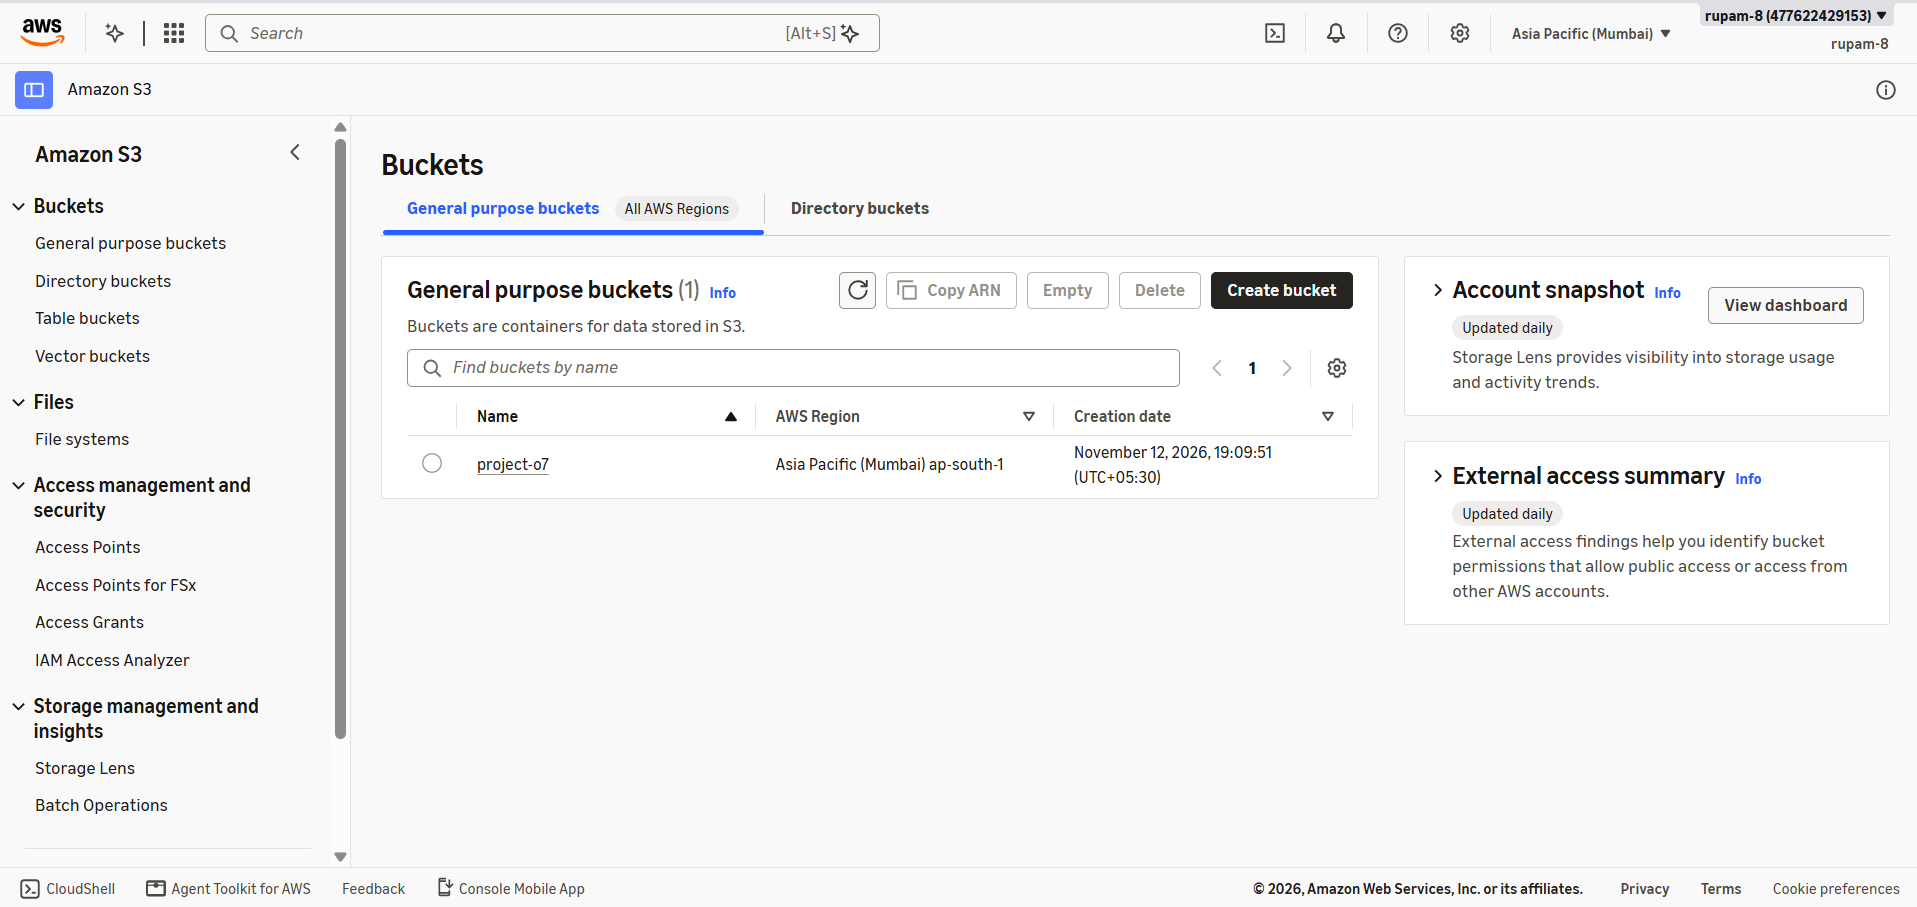 aws
Search [Alt+S]
Asia Pacific (Mumbai)
rupam-8 (477622429153)
rupam-8
Amazon S3
Amazon S3
Buckets
General purpose buckets
Directory buckets
Table buckets
Vector buckets
Files
File systems
Access management and
security
Access Points
Access Points for FSx
Access Grants
IAM Access Analyzer
Storage management and
insights
Storage Lens
Batch Operations
Buckets
General purpose buckets All AWS Regions Directory buckets
General purpose buckets (1) Info
Copy ARN Empty Delete Create bucket
Buckets are containers for data stored in S3.
Find buckets by name
1
Name AWS Region Creation date
project-o7 Asia Pacific (Mumbai) ap-south-1 November 12, 2026, 19:09:51
(UTC+05:30)
Account snapshot Info
View dashboard
Updated daily
Storage Lens provides visibility into storage usage
and activity trends.
External access summary Info
Updated daily
External access findings help you identify bucket
permissions that allow public access or access from
other AWS accounts.
CloudShell Agent Toolkit for AWS Feedback Console Mobile App © 2026, Amazon Web Services, Inc. or its affiliates. Privacy Terms Cookie preferences